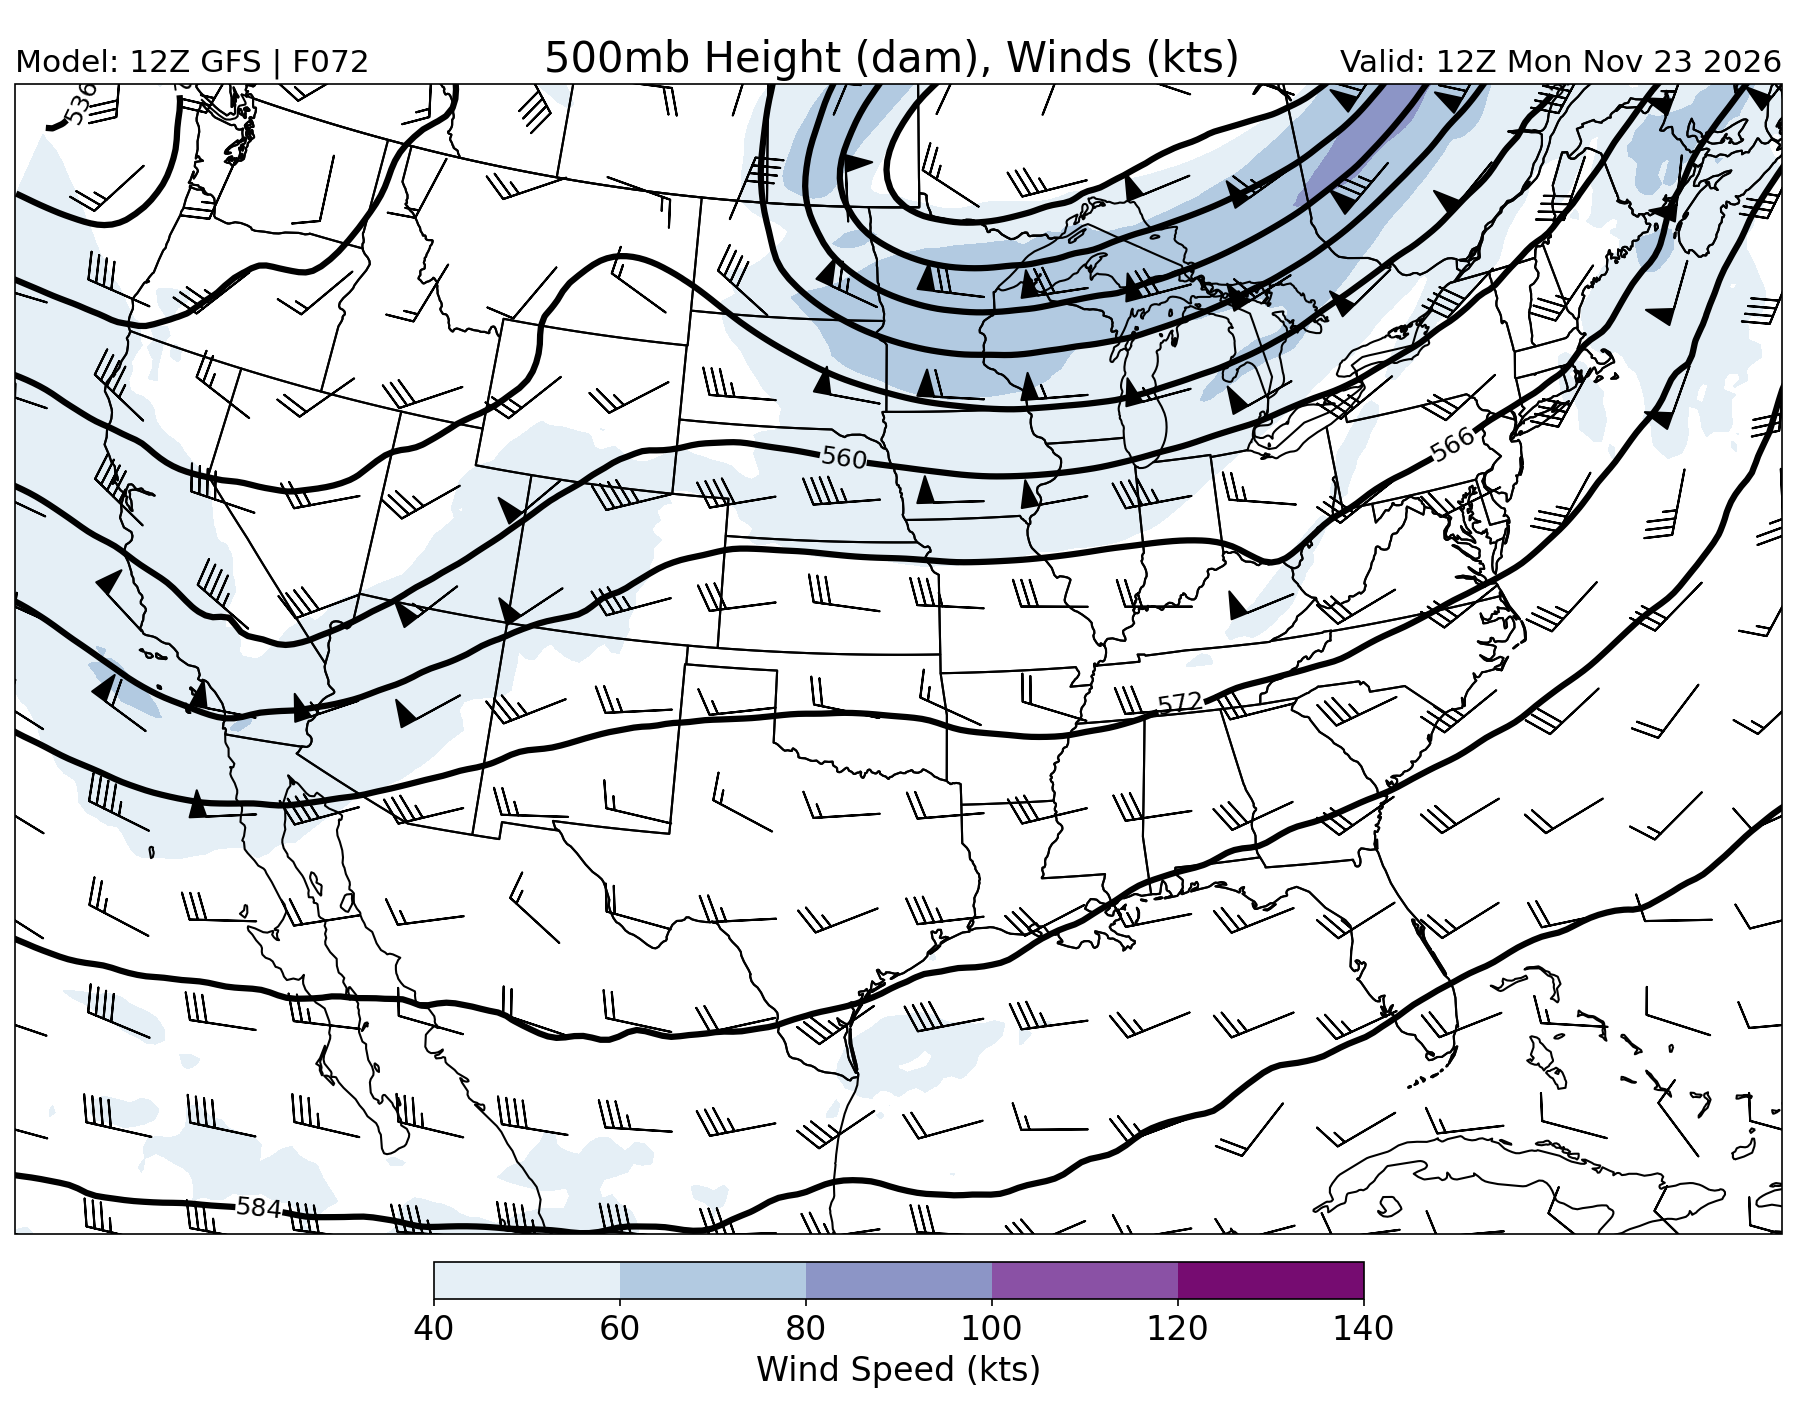 Model: 12Z GFS | F072
500mb Height (dam), Winds (kts)
Valid: 12Z Mon Nov 23 2026
536
560
566
572
584
40 60 80 100 120 140
Wind Speed (kts)